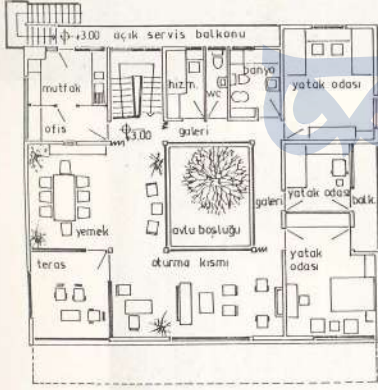 +3.00 açık servis balkonu
mutfak
hizm.
wc
banyo
yatak odası
ofis
+3.00
galeri
yemek
avlu boşluğu
galeri
yatak odası
balk.
teras
oturma kısmı
yatak
odası